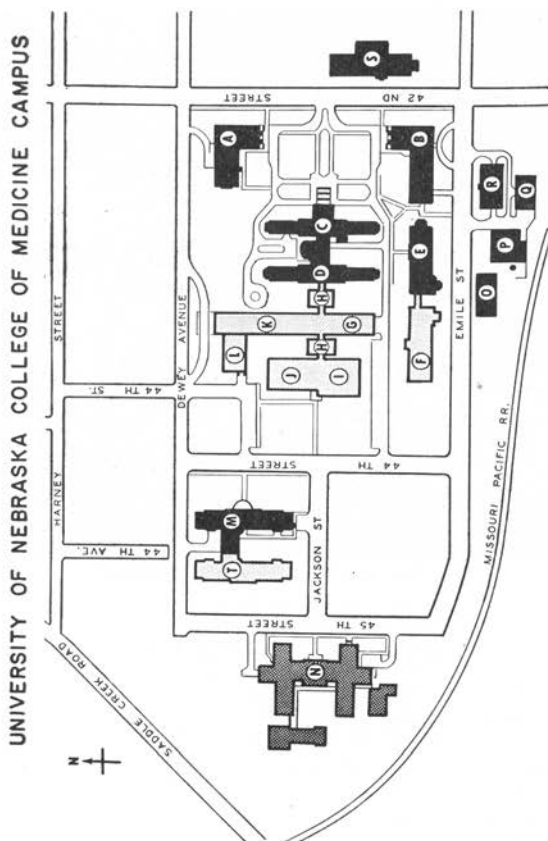 UNIVERSITY OF NEBRASKA COLLEGE OF MEDICINE CAMPUS
HARNEY STREET
SADDLE CREEK ROAD
44 TH AVE.
44 TH ST.
DEWEY AVENUE
STREET 42 ND
STREET 44 TH
STREET 45 TH
JACKSON ST
EMILE ST
MISSOURI PACIFIC RR.
N
A
B
C
D
E
F
G
H
H
I
J
K
L
M
N
O
P
Q
R
S
T